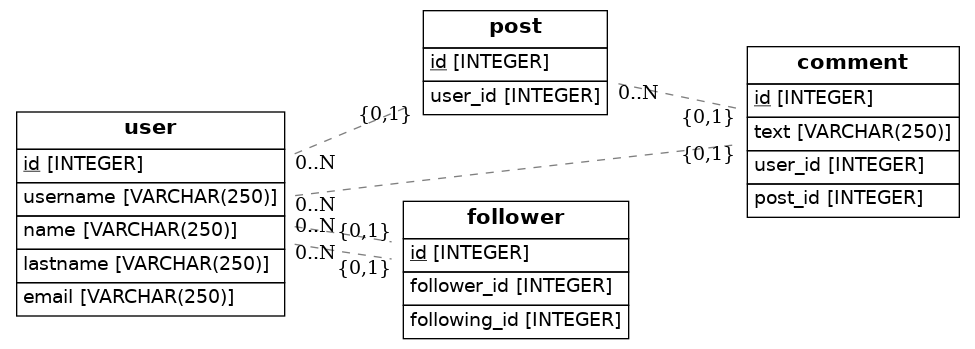 post
id [INTEGER]
user_id [INTEGER]
comment
id [INTEGER]
text [VARCHAR(250)]
user_id [INTEGER]
post_id [INTEGER]
user
id [INTEGER]
username [VARCHAR(250)]
name [VARCHAR(250)]
lastname [VARCHAR(250)]
email [VARCHAR(250)]
follower
id [INTEGER]
follower_id [INTEGER]
following_id [INTEGER]
{0,1}
0..N
0..N
{0,1}
{0,1}
0..N
0..N
{0,1}
0..N
{0,1}